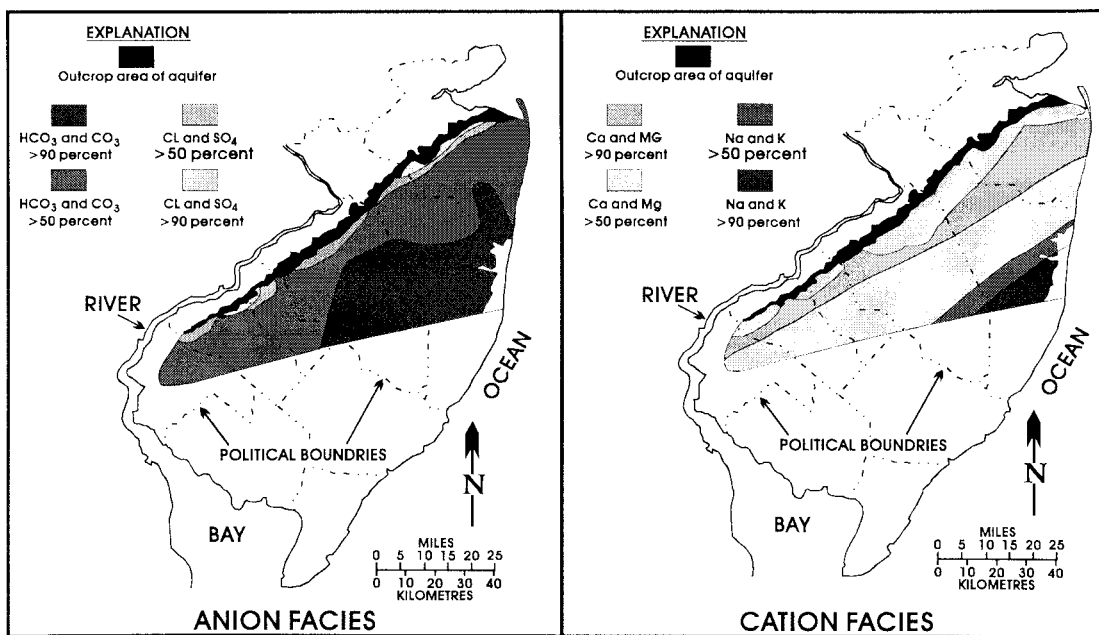 EXPLANATION
Outcrop area of aquifer
HCO₃ and CO₃
>90 percent
CL and SO₄
>50 percent
HCO₃ and CO₃
>50 percent
CL and SO₄
>90 percent
RIVER
OCEAN
POLITICAL BOUNDRIES
N
BAY
MILES
0 5 10 15 20 25
0 10 20 30 40
KILOMETRES
ANION FACIES
EXPLANATION
Outcrop area of aquifer
Ca and MG
>90 percent
Na and K
>50 percent
Ca and Mg
>50 percent
Na and K
>90 percent
RIVER
OCEAN
POLITICAL BOUNDRIES
N
BAY
MILES
0 5 10 15 20 25
0 10 20 30 40
KILOMETRES
CATION FACIES